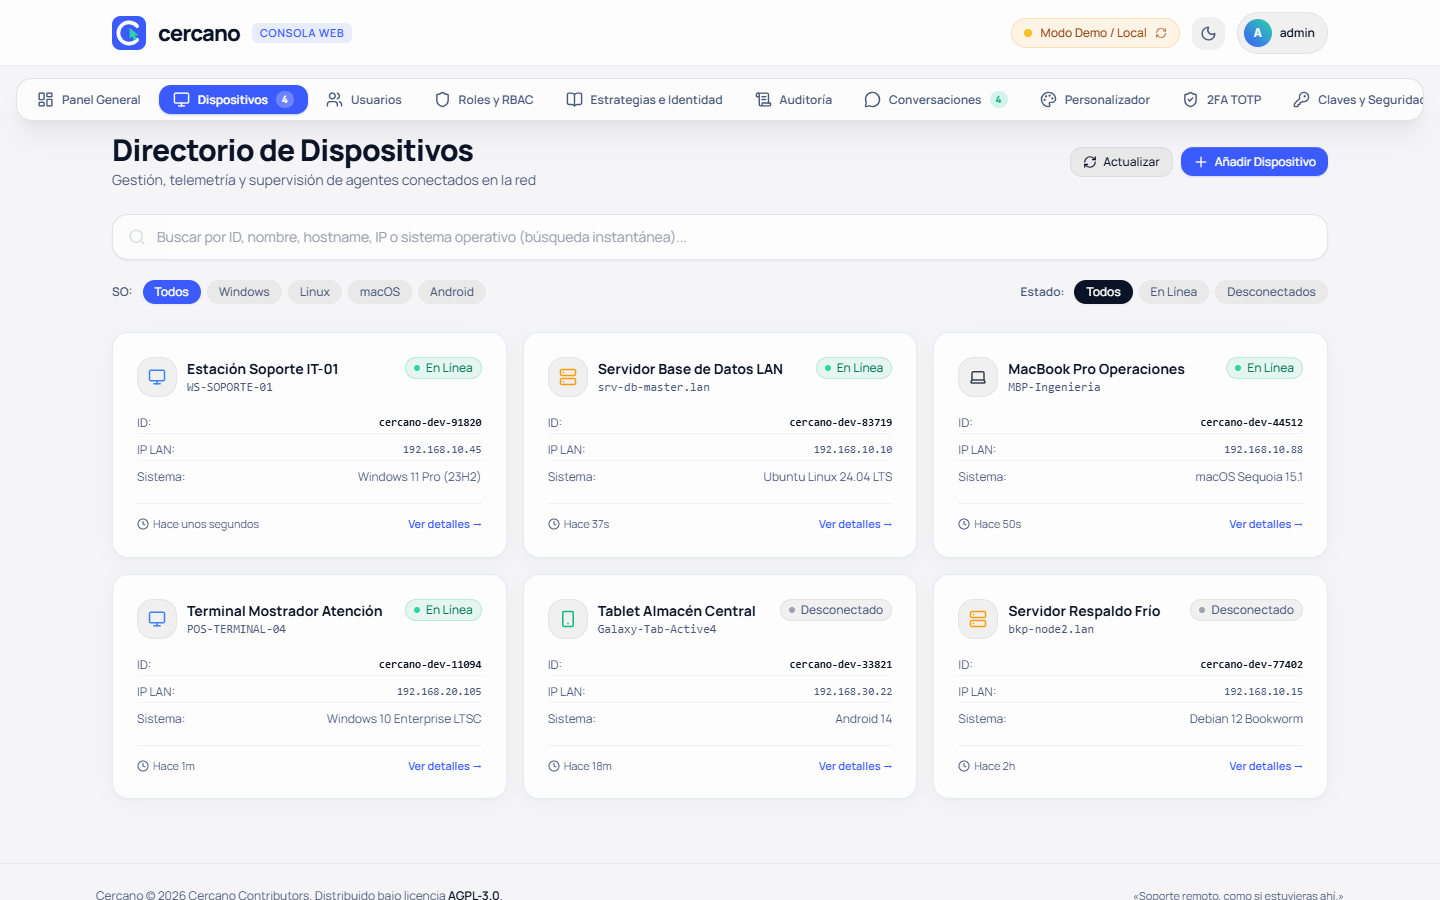 cercano CONSOLA WEB Modo Demo / Local A admin
Panel General Dispositivos 4 Usuarios Roles y RBAC Estrategias e Identidad Auditoría Conversaciones 4 Personalizador 2FA TOTP Claves y Seguridad
Directorio de Dispositivos
Gestión, telemetría y supervisión de agentes conectados en la red
Actualizar Añadir Dispositivo
Buscar por ID, nombre, hostname, IP o sistema operativo (búsqueda instantánea)...
SO: Todos Windows Linux macOS Android
Estado: Todos En Línea Desconectados
Estación Soporte IT-01 En Línea
WS-SOPORTE-01
ID: cercano-dev-91820
IP LAN: 192.168.10.45
Sistema: Windows 11 Pro (23H2)
Hace unos segundos Ver detalles →
Servidor Base de Datos LAN En Línea
srv-db-master.lan
ID: cercano-dev-83719
IP LAN: 192.168.10.10
Sistema: Ubuntu Linux 24.04 LTS
Hace 37s Ver detalles →
MacBook Pro Operaciones En Línea
MBP-Ingenieria
ID: cercano-dev-44512
IP LAN: 192.168.10.88
Sistema: macOS Sequoia 15.1
Hace 50s Ver detalles →
Terminal Mostrador Atención En Línea
POS-TERMINAL-04
ID: cercano-dev-11094
IP LAN: 192.168.20.105
Sistema: Windows 10 Enterprise LTSC
Hace 1m Ver detalles →
Tablet Almacén Central Desconectado
Galaxy-Tab-Active4
ID: cercano-dev-33821
IP LAN: 192.168.30.22
Sistema: Android 14
Hace 18m Ver detalles →
Servidor Respaldo Frío Desconectado
bkp-node2.lan
ID: cercano-dev-77402
IP LAN: 192.168.10.15
Sistema: Debian 12 Bookworm
Hace 2h Ver detalles →
Cercano © 2026 Cercano Contributors. Distribuido bajo licencia AGPL-3.0.
«Soporte remoto, como si estuvieras ahí.»